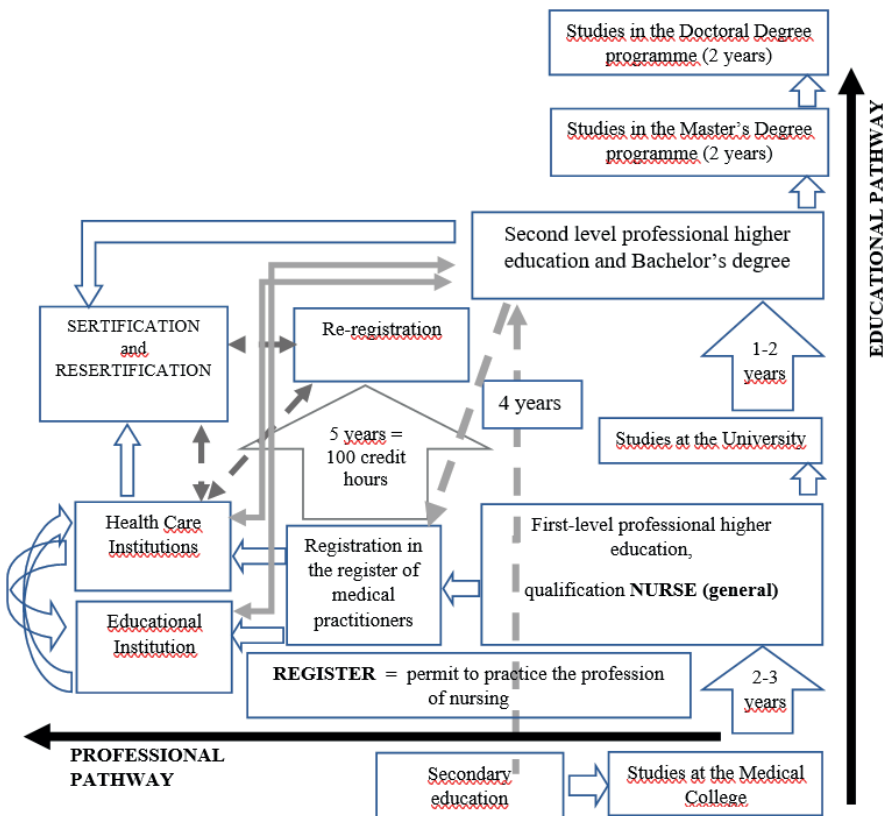 Studies in the Doctoral Degree
programme (2 years)
Studies in the Master's Degree
programme (2 years)
EDUCATIONAL PATHWAY
Second level professional higher
education and Bachelor's degree
SERTIFICATION
and
RESERTIFICATION
Re-registration
1-2
years
4 years
5 years =
100 credit
hours
Studies at the University
Health Care
Institutions
Registration in
the register of
medical
practitioners
First-level professional higher
education,
qualification NURSE (general)
Educational
Institution
REGISTER = permit to practice the profession
of nursing
2-3
years
PROFESSIONAL
PATHWAY
Secondary
education
Studies at the Medical
College